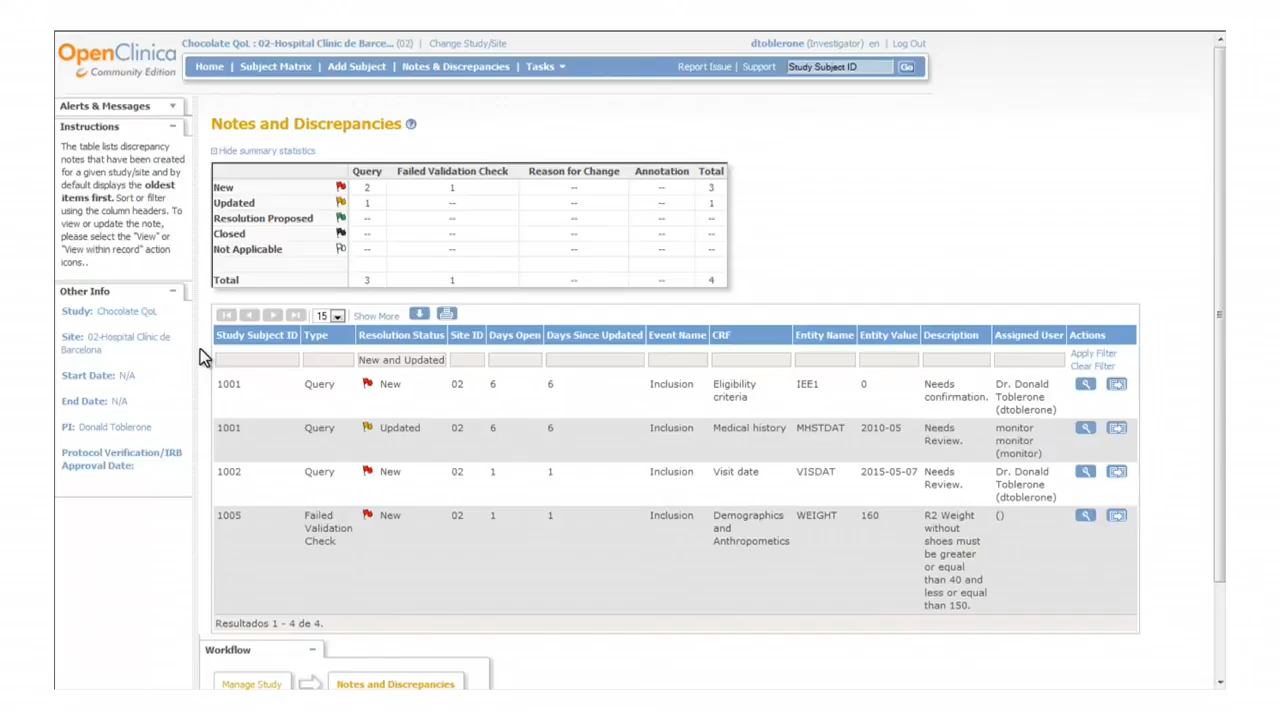 OpenClinica
Community Edition
Chocolate QoL : 02-Hospital Clínic de Barce... (02) | Change Study/Site
dtoblerone (Investigator) en | Log Out
Home | Subject Matrix | Add Subject | Notes & Discrepancies | Tasks
Report Issue | Support Study Subject ID Go
Alerts & Messages
Instructions
The table lists discrepancy
notes that have been created
for a given study/site and by
default displays the oldest
items first. Sort or filter
using the column headers. To
view or update the note,
please select the "View" or
"View within record" action
icons..
Other Info
Study: Chocolate QoL
Site: 02-Hospital Clínic de
Barcelona
Start Date: N/A
End Date: N/A
PI: Donald Toblerone
Protocol Verification/IRB
Approval Date:
Notes and Discrepancies ?
Hide summary statistics
Query Failed Validation Check Reason for Change Annotation Total
New 2 1 -- -- 3
Updated 1 -- -- -- 1
Resolution Proposed -- -- -- -- --
Closed -- -- -- -- --
Not Applicable -- -- -- -- --
Total 3 1 -- -- 4
15 Show More
Study Subject ID Type Resolution Status Site ID Days Open Days Since Updated Event Name CRF Entity Name Entity Value Description Assigned User Actions
New and Updated
Apply Filter
Clear Filter
1001 Query New 02 6 6 Inclusion Eligibility IEE1 0 Needs Dr. Donald
criteria confirmation. Toblerone
(dtoblerone)
1001 Query Updated 02 6 6 Inclusion Medical history MHSTDAT 2010-05 Needs monitor
Review. monitor
(monitor)
1002 Query New 02 1 1 Inclusion Visit date VISDAT 2015-05-07 Needs Dr. Donald
Review. Toblerone
(dtoblerone)
1005 Failed New 02 1 1 Inclusion Demographics WEIGHT 160 R2 Weight ()
Validation and without
Check Anthropometics shoes must
be greater
or equal
than 40 and
less or equal
than 150.
Resultados 1 - 4 de 4.
Workflow
Manage Study Notes and Discrepancies